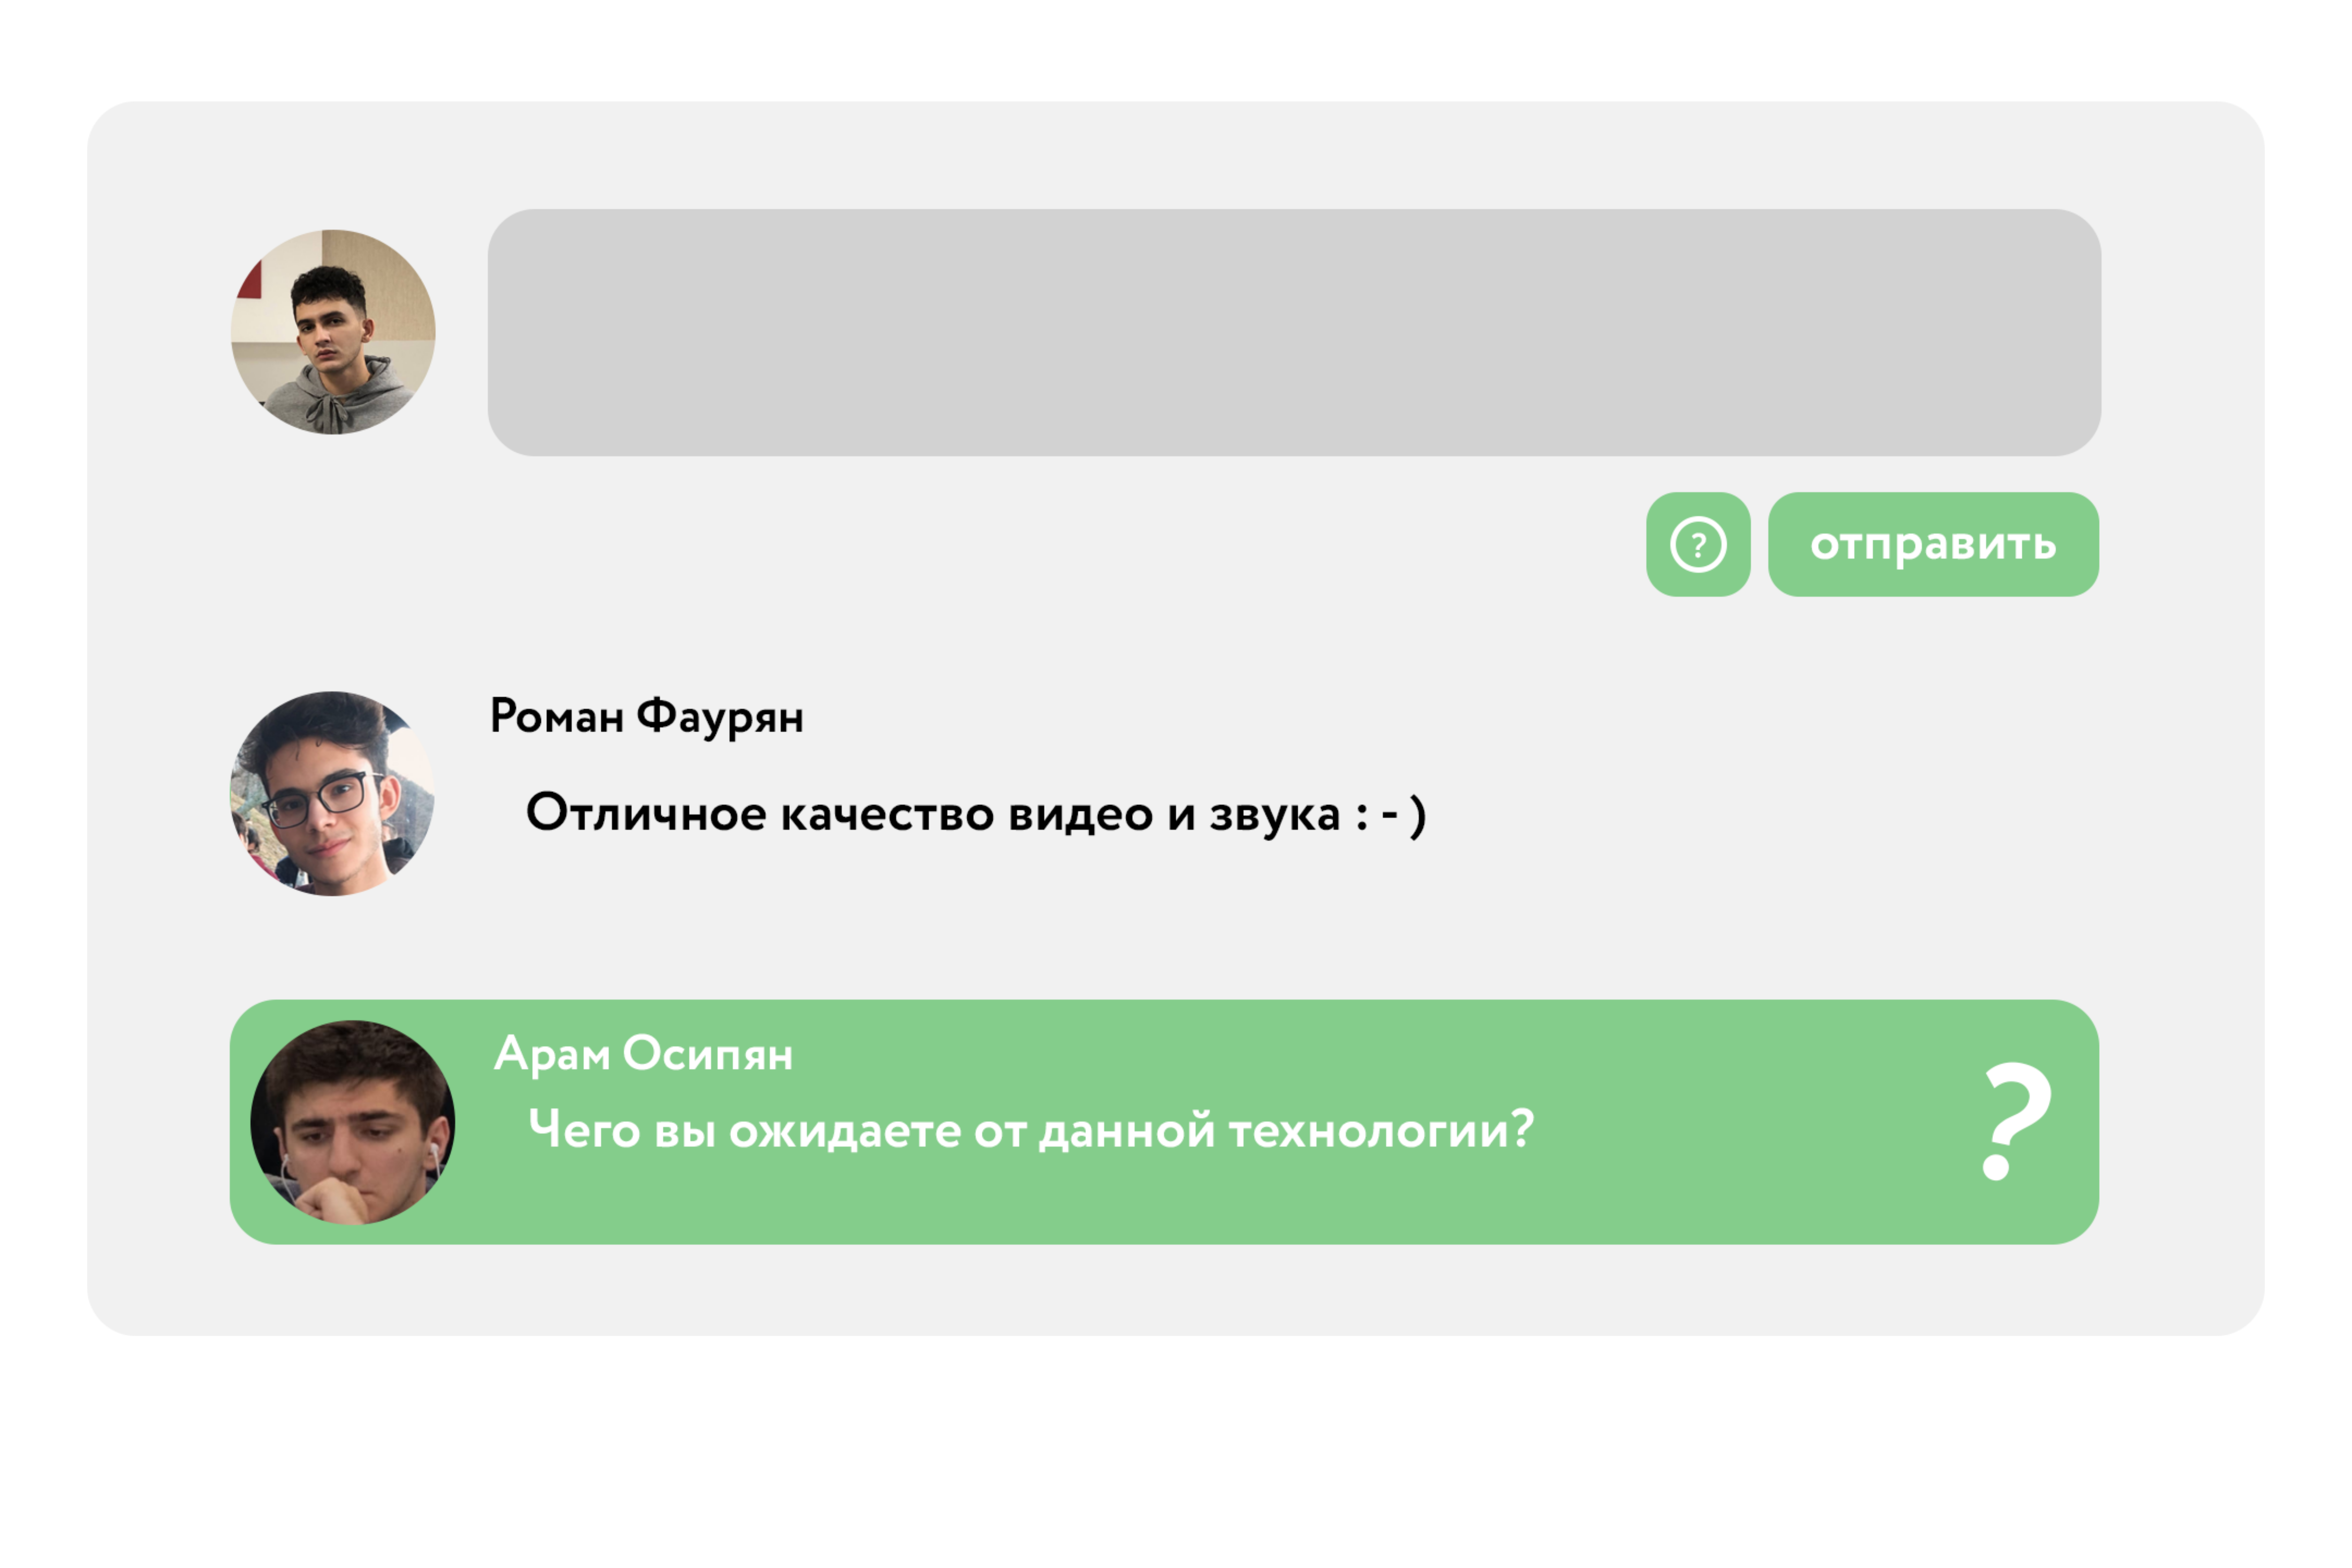 ?
отправить
Роман Фаурян
Отличное качество видео и звука : - )
Арам Осипян
Чего вы ожидаете от данной технологии?
?